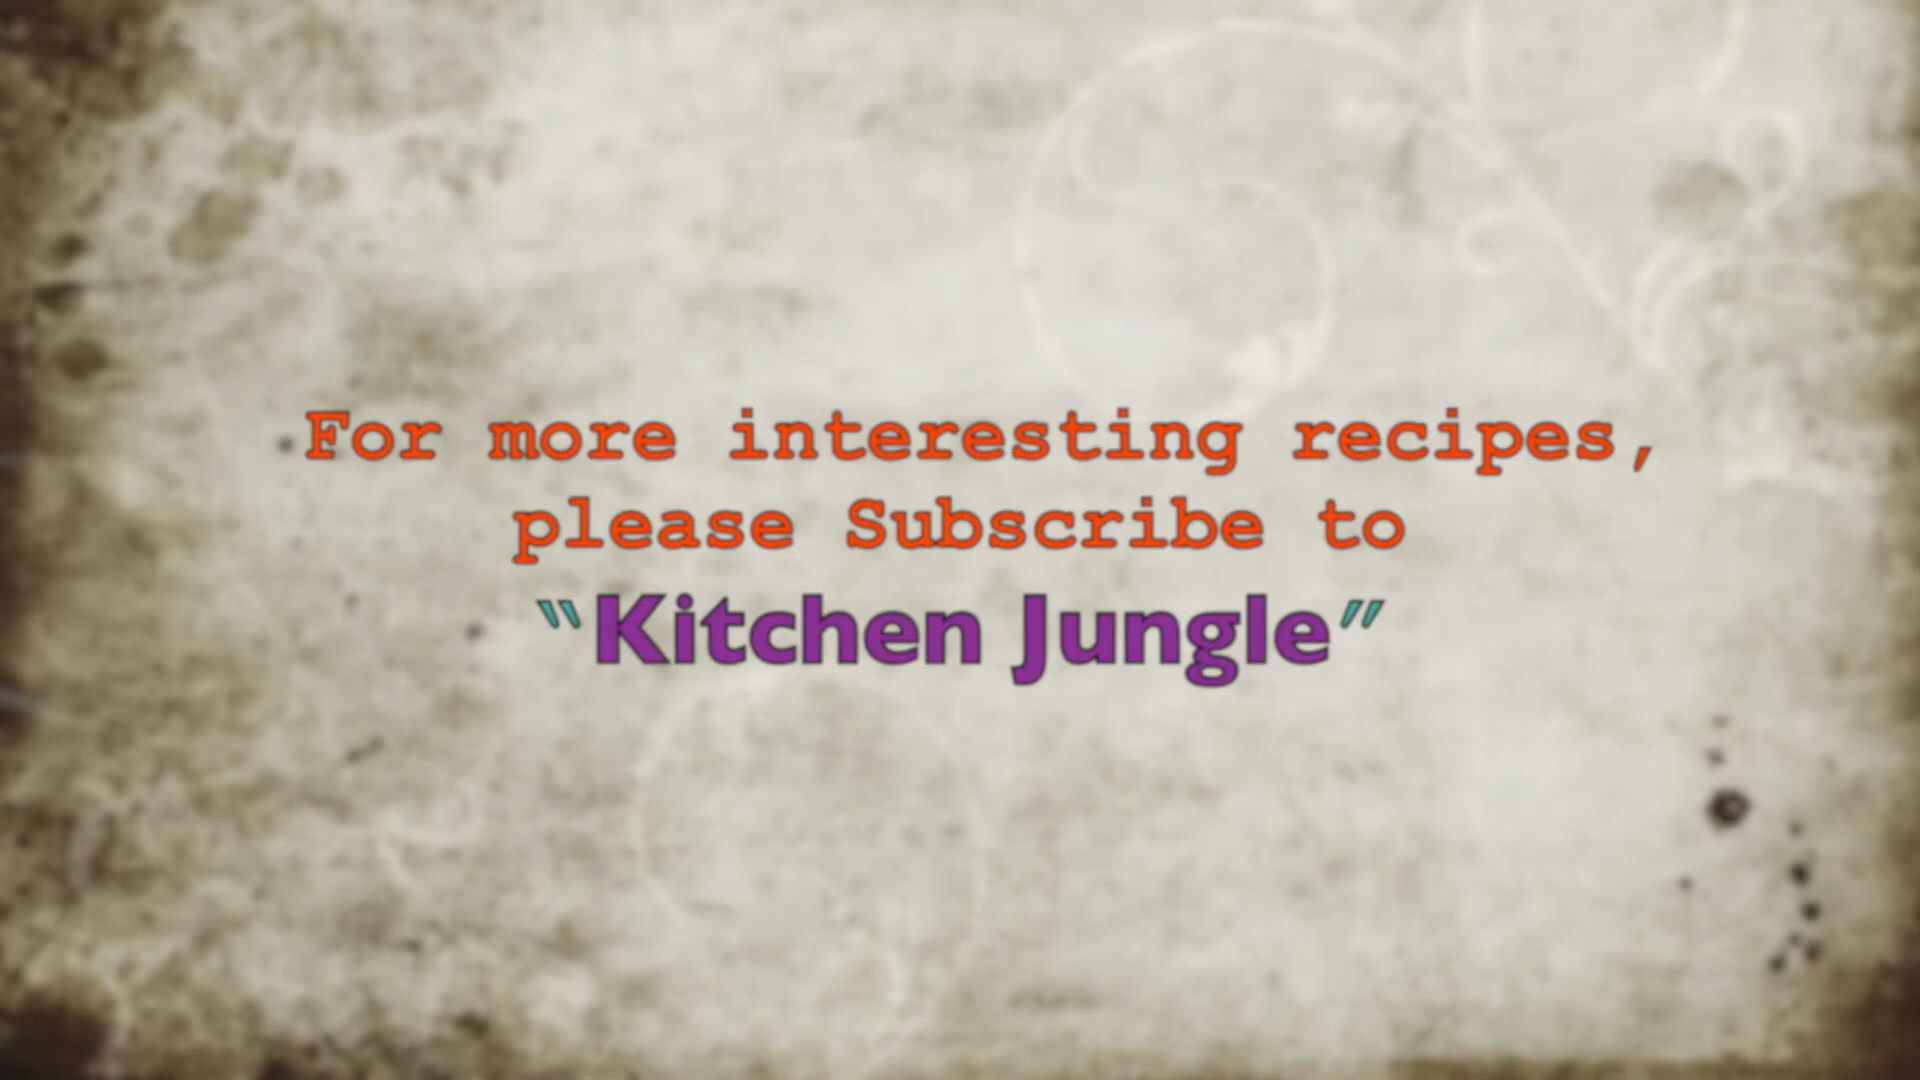 For more interesting recipes,
please Subscribe to
“Kitchen Jungle”